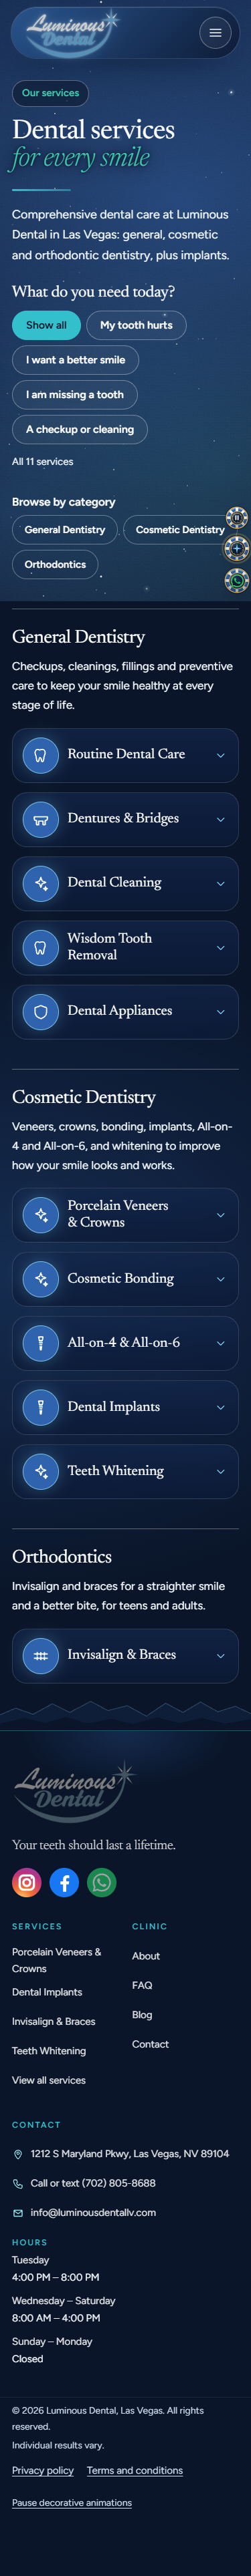 Luminous
Dental
Our services
Dental services
for every smile
Comprehensive dental care at Luminous
Dental in Las Vegas: general, cosmetic
and orthodontic dentistry, plus implants.
What do you need today?
Show all
My tooth hurts
I want a better smile
I am missing a tooth
A checkup or cleaning
All 11 services
Browse by category
General Dentistry
Cosmetic Dentistry
Orthodontics
General Dentistry
Checkups, cleanings, fillings and preventive
care to keep your smile healthy at every
stage of life.
Routine Dental Care
Dentures & Bridges
Dental Cleaning
Wisdom Tooth
Removal
Dental Appliances
Cosmetic Dentistry
Veneers, crowns, bonding, implants, All-on-
4 and All-on-6, and whitening to improve
how your smile looks and works.
Porcelain Veneers
& Crowns
Cosmetic Bonding
All-on-4 & All-on-6
Dental Implants
Teeth Whitening
Orthodontics
Invisalign and braces for a straighter smile
and a better bite, for teens and adults.
Invisalign & Braces
Luminous
Dental
Your teeth should last a lifetime.
SERVICES
Porcelain Veneers &
Crowns
Dental Implants
Invisalign & Braces
Teeth Whitening
View all services
CLINIC
About
FAQ
Blog
Contact
CONTACT
1212 S Maryland Pkwy, Las Vegas, NV 89104
Call or text (702) 805-8688
info@luminousdentallv.com
HOURS
Tuesday
4:00 PM – 8:00 PM
Wednesday – Saturday
8:00 AM – 4:00 PM
Sunday – Monday
Closed
© 2026 Luminous Dental, Las Vegas. All rights
reserved.
Individual results vary.
Privacy policy
Terms and conditions
Pause decorative animations